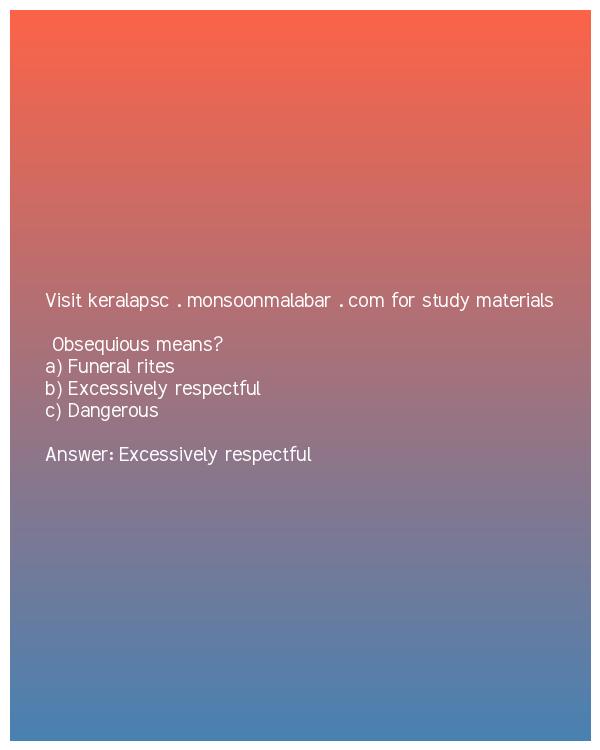 Visit keralapsc . monsoonmalabar . com for study materials
Obsequious means?
a) Funeral rites
b) Excessively respectful
c) Dangerous
Answer: Excessively respectful